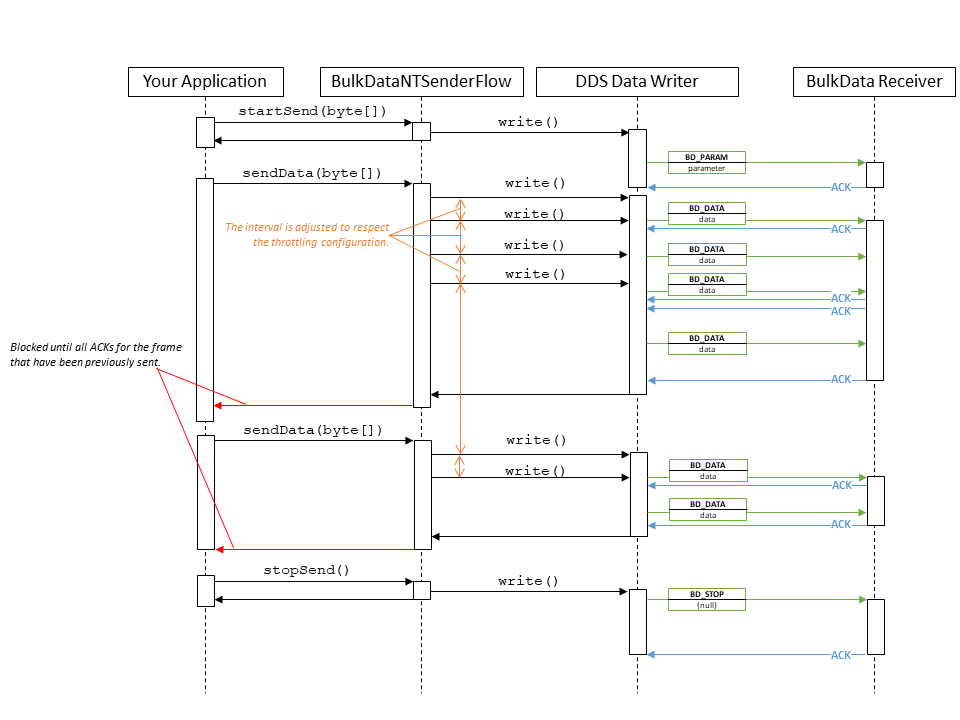 Your Application
BulkDataNTSenderFlow
DDS Data Writer
BulkData Receiver
startSend(byte[])
write()
BD_PARAM
parameter
ACK
sendData(byte[])
write()
BD_DATA
data
write()
ACK
The interval is adjusted to respect
the throttling configuration.
write()
BD_DATA
data
write()
BD_DATA
data
ACK
ACK
BD_DATA
data
Blocked until all ACKs for the frame
that have been previously sent.
ACK
sendData(byte[])
write()
BD_DATA
data
write()
ACK
BD_DATA
data
ACK
stopSend()
write()
BD_STOP
(null)
ACK